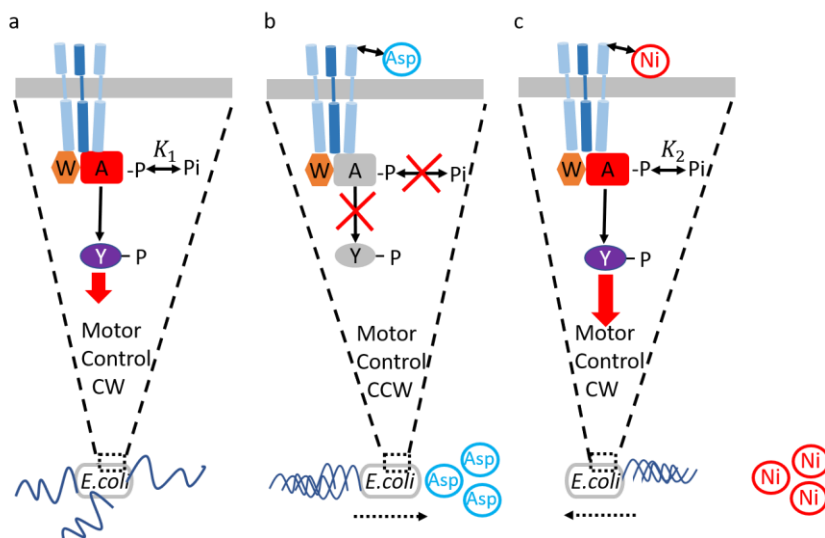 a
W A -P K₁ Pi
Y - P
Motor
Control
CW
E.coli
b
Asp
W A -P Pi
Y - P
Motor
Control
CCW
E.coli Asp Asp Asp
c
Ni
W A -P K₂ Pi
Y - P
Motor
Control
CW
E.coli Ni Ni Ni